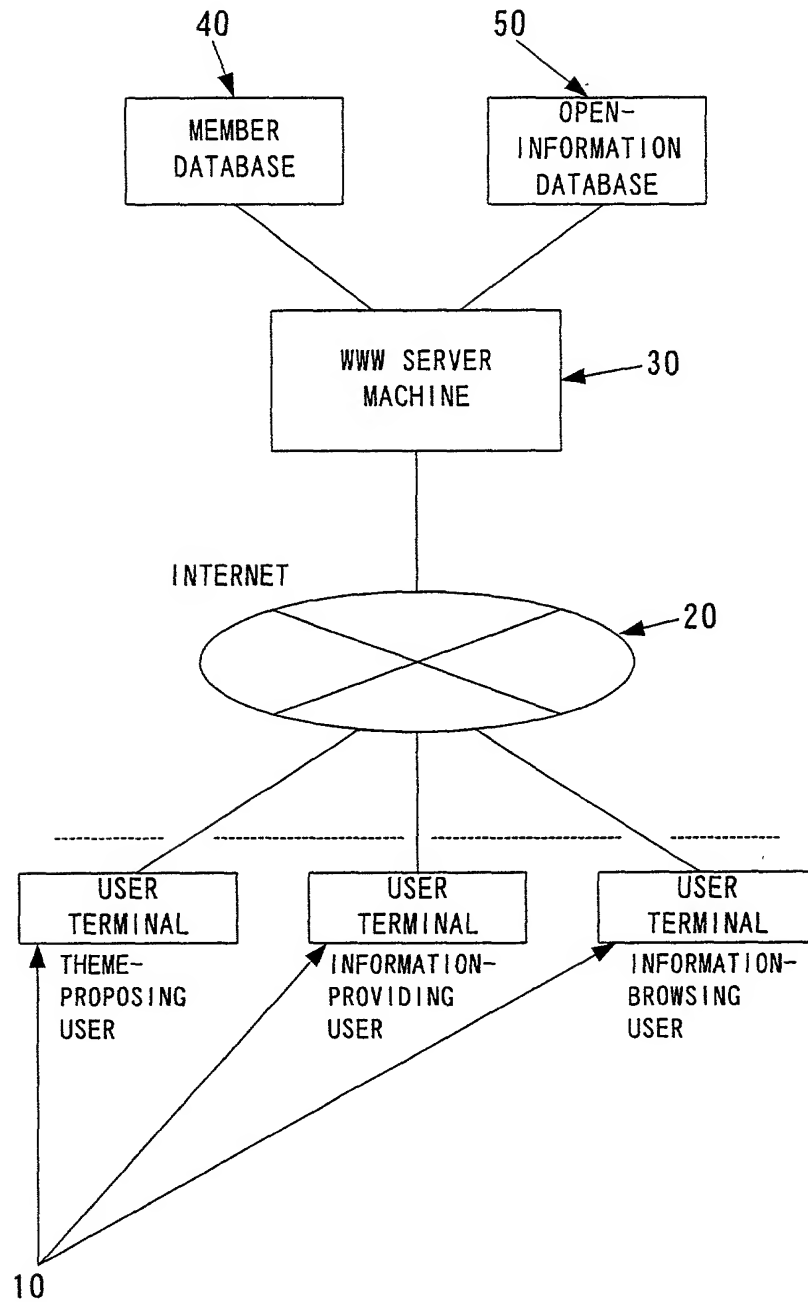 40
50
MEMBER
DATABASE
OPEN-
INFORMATION
DATABASE
WWW SERVER
MACHINE
30
INTERNET
20
USER
TERMINAL
USER
TERMINAL
USER
TERMINAL
THEME-
PROPOSING
USER
INFORMATION-
PROVIDING
USER
INFORMATION-
BROWSING
USER
10